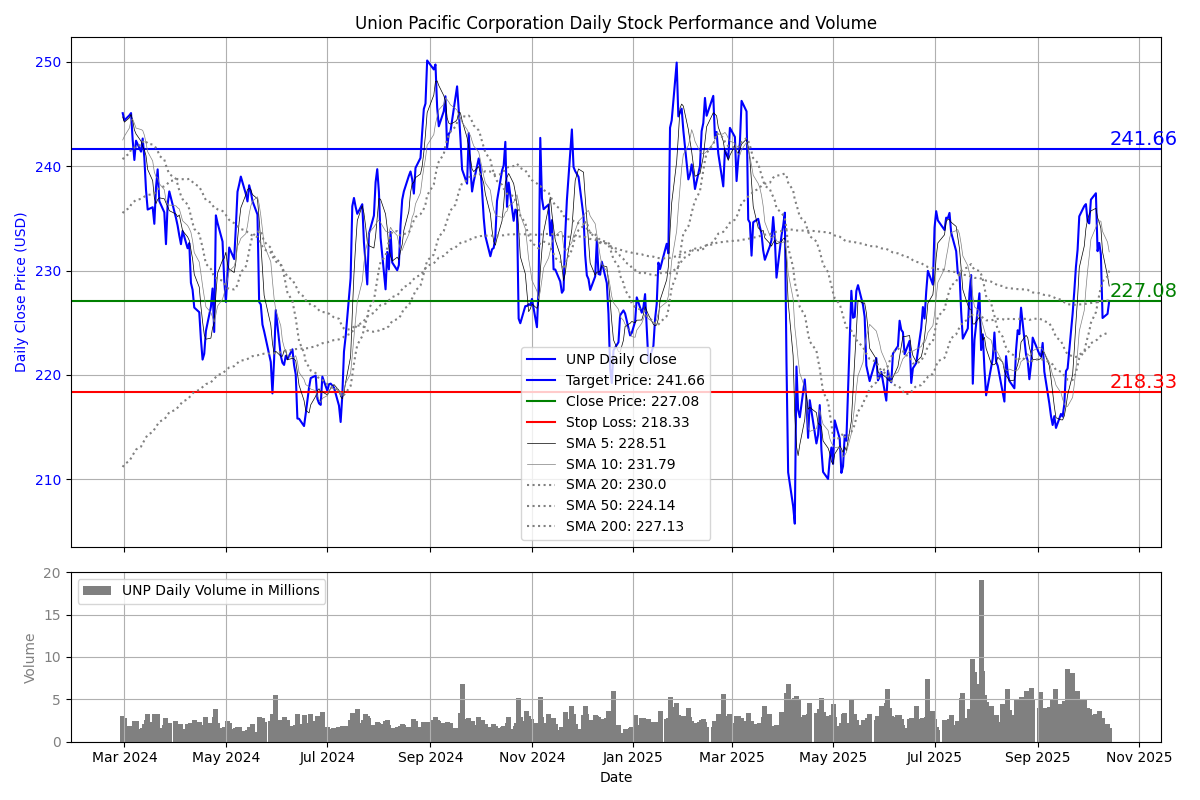 Union Pacific Corporation Daily Stock Performance and Volume
Daily Close Price (USD)
250
240
230
220
210
241.66
227.08
218.33
UNP Daily Close
Target Price: 241.66
Close Price: 227.08
Stop Loss: 218.33
SMA 5: 228.51
SMA 10: 231.79
SMA 20: 230.0
SMA 50: 224.14
SMA 200: 227.13
Volume
20
15
10
5
0
UNP Daily Volume in Millions
Mar 2024 May 2024 Jul 2024 Sep 2024 Nov 2024 Jan 2025 Mar 2025 May 2025 Jul 2025 Sep 2025 Nov 2025
Date